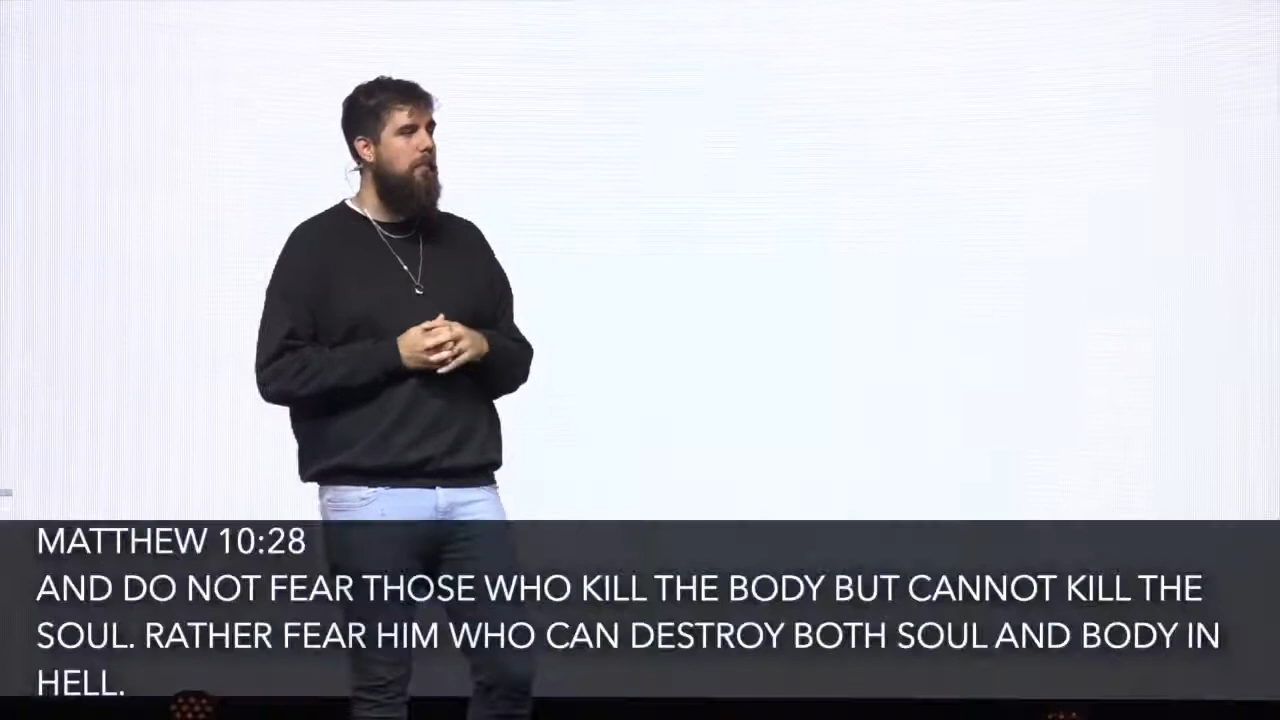 MATTHEW 10:28
AND DO NOT FEAR THOSE WHO KILL THE BODY BUT CANNOT KILL THE
SOUL. RATHER FEAR HIM WHO CAN DESTROY BOTH SOUL AND BODY IN
HELL.